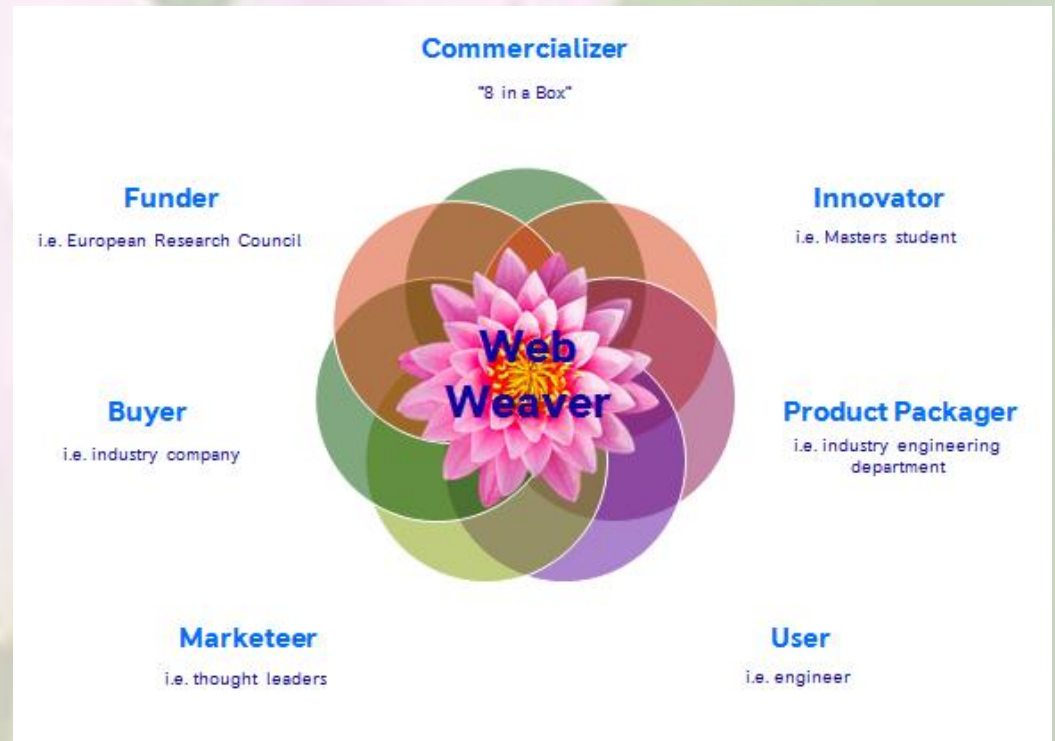 Commercializer
"8 in a Box"
Funder
i.e. European Research Council
Innovator
i.e. Masters student
Web
Weaver
Buyer
i.e. industry company
Product Packager
i.e. industry engineering
department
Marketeer
i.e. thought leaders
User
i.e. engineer